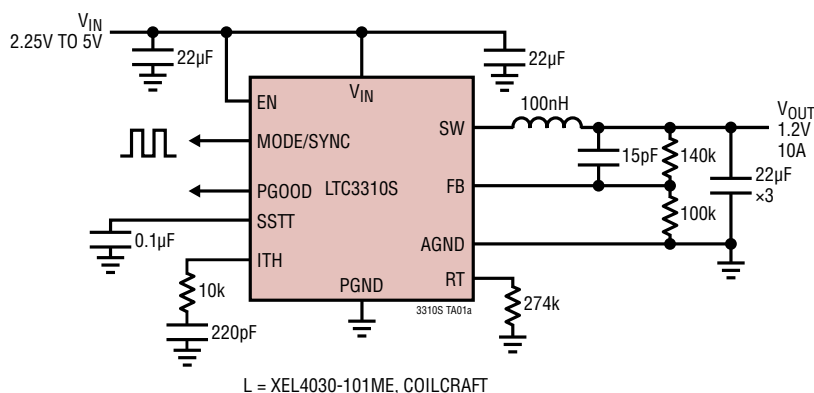 VIN
2.25V TO 5V
22µF
22µF
EN
VIN
MODE/SYNC
PGOOD
LTC3310S
SSTT
0.1µF
ITH
10k
220pF
PGND
SW
100nH
FB
15pF
140k
100k
AGND
RT
274k
3310S TA01a
VOUT
1.2V
10A
22µF
×3
L = XEL4030-101ME, COILCRAFT